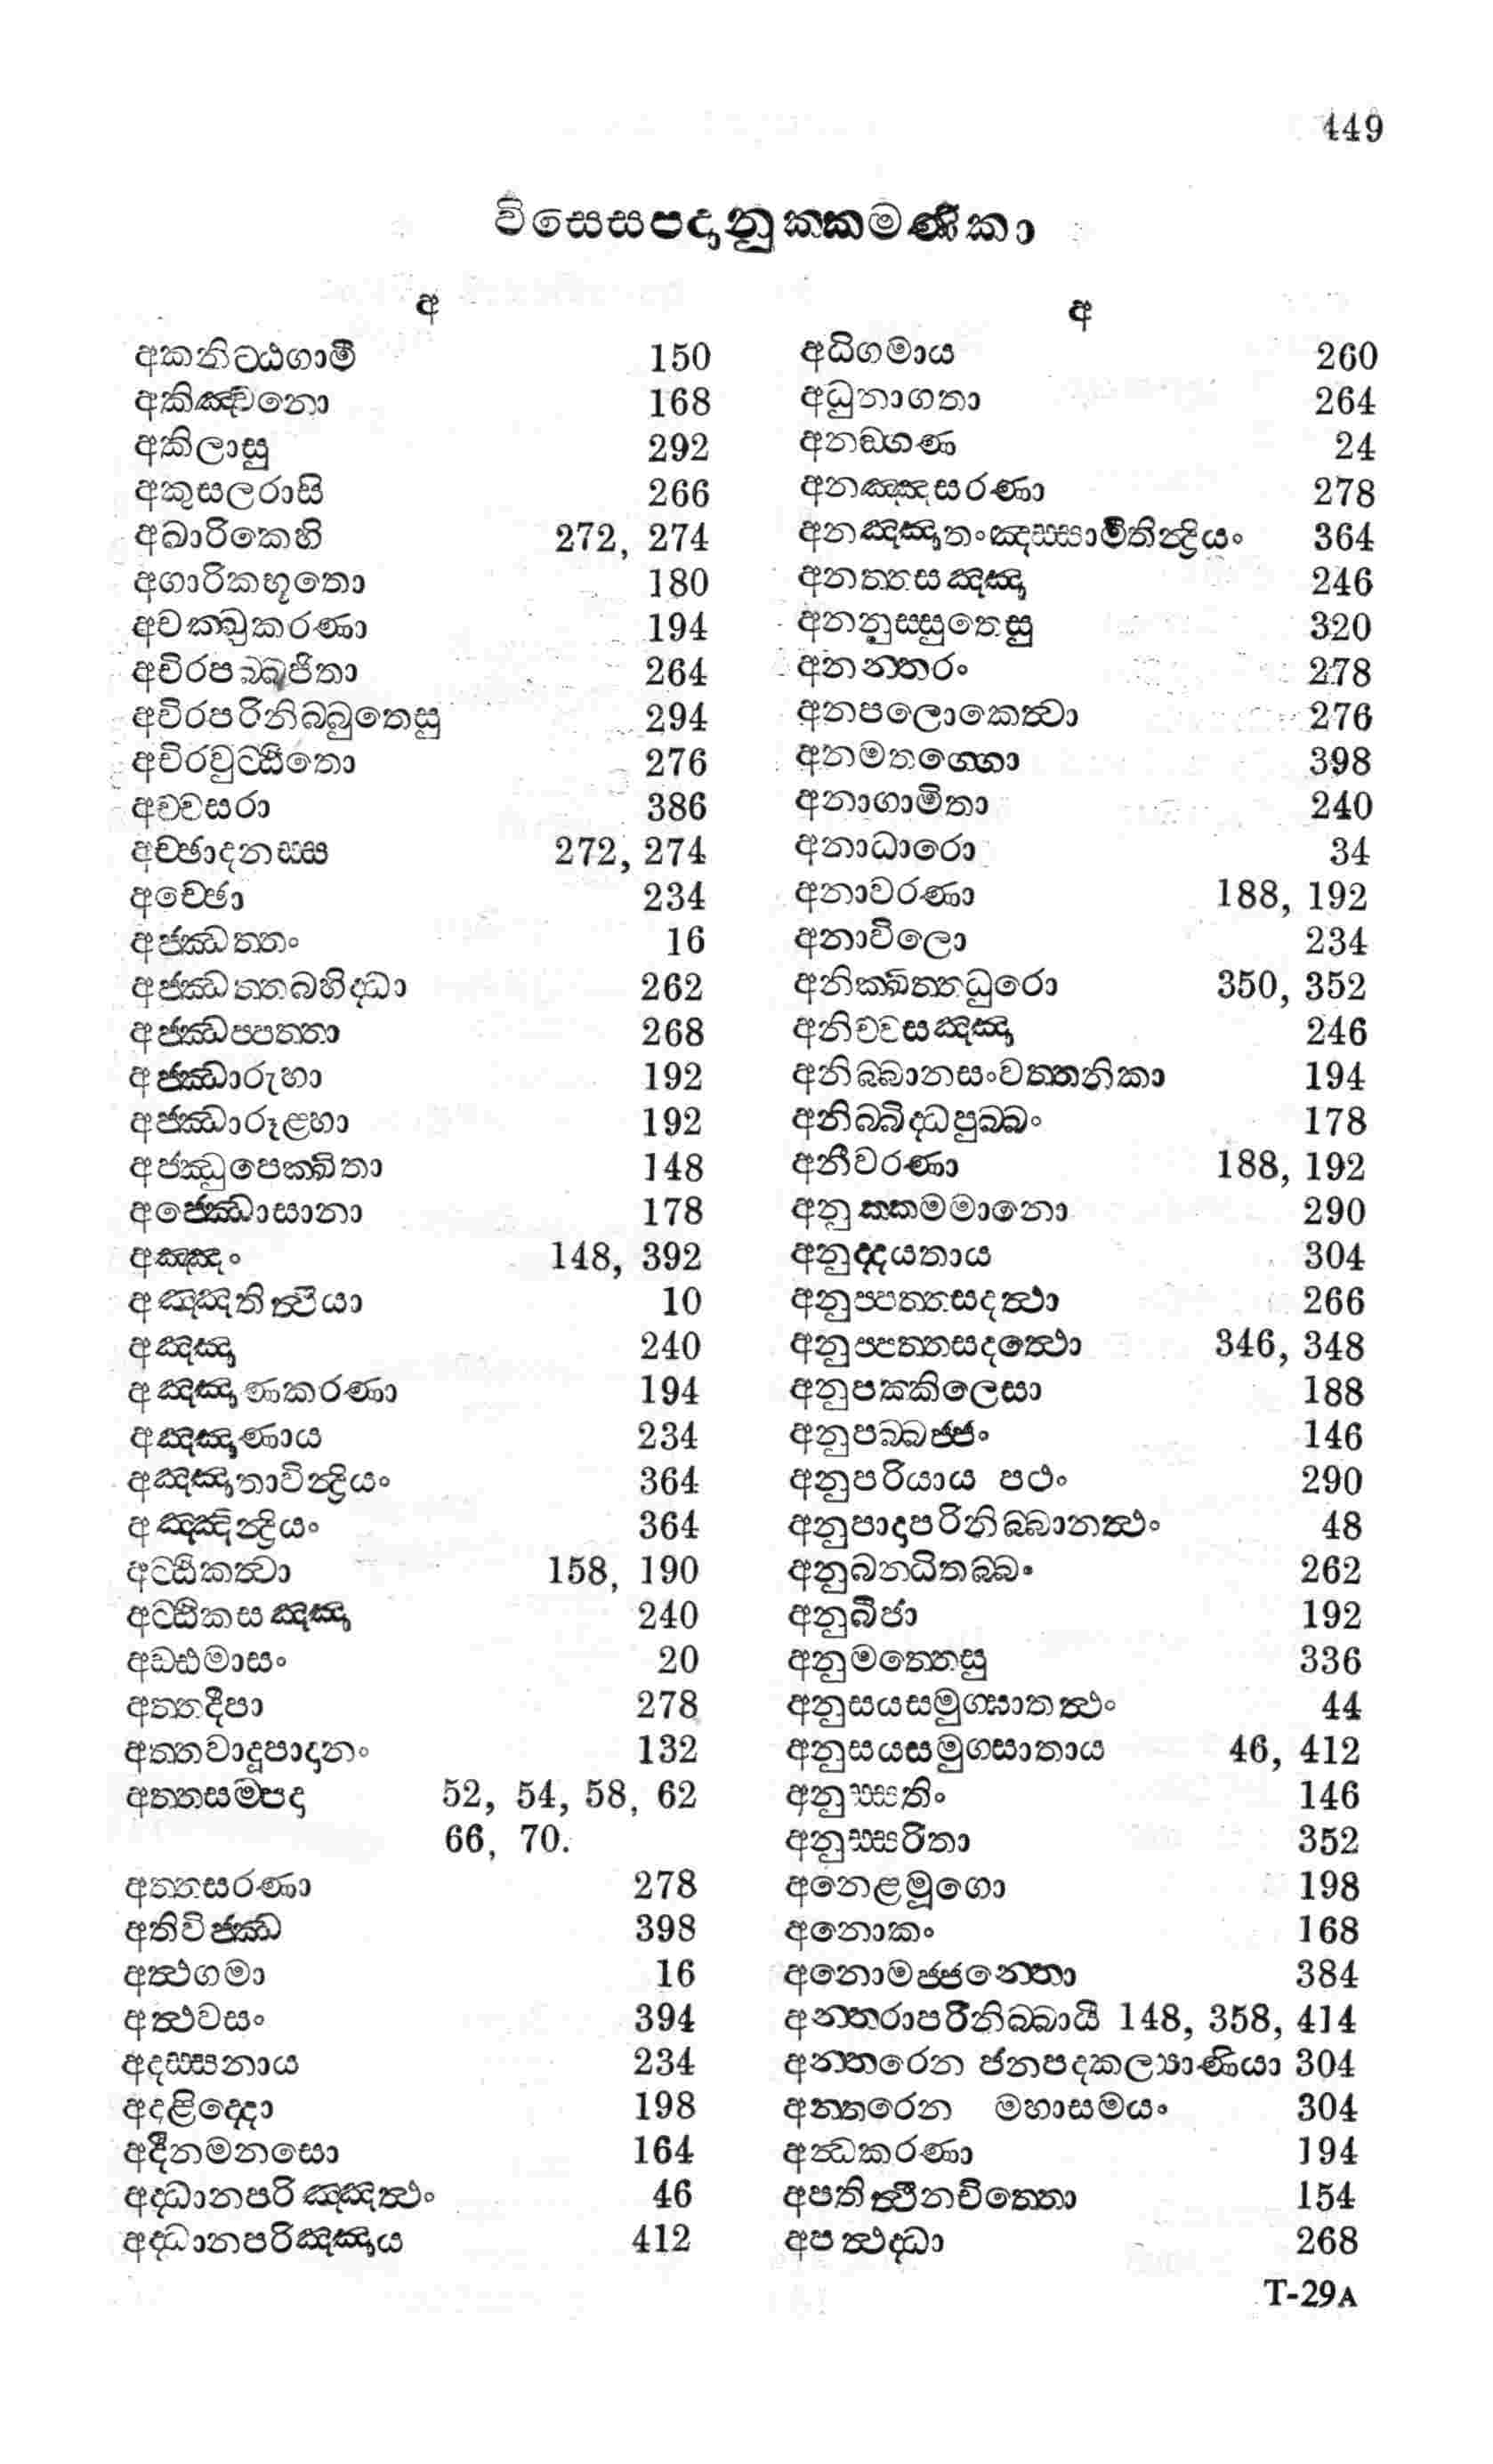 449
විසෙසපදානුක්කමණිකා
අ
අකනිට්ඨගාමී 150
අකිඤ්චනො 168
අකිලාසු 292
අකුසලරාසි 266
අඛාරිකෙහි 272, 274
අගාරිකභූතො 180
අචක්ඛුකරණා 194
අචිරපබ්බජිතා 264
අචිරපරිනිබ්බුතෙසු 294
අචිරවුට්ඨිතො 276
අච්චසරා 386
අච්ඡාදනස්ස 272, 274
අච්ඡො 234
අජ්ඣත්තං 16
අජ්ඣත්තබහිද්ධා 262
අජ්ඣප්පත්තා 268
අජ්ඣාරුහා 192
අජ්ඣාරූළහා 192
අජ්ඣුපෙක්ඛිතා 148
අජ්ඣොසානා 178
අඤ්ඤං 148, 392
අඤ්ඤතිත්ථියා 10
අඤ්ඤා 240
අඤ්ඤාණකරණා 194
අඤ්ඤාණාය 234
අඤ්ඤාතාවින්ද්‍රියං 364
අඤ්ඤින්ද්‍රියං 364
අට්ඨිකත්වා 158, 190
අට්ඨිකසඤ්ඤා 240
අඩ්ඪමාසං 20
අත්තදීපා 278
අත්තවාදූපාදානං 132
අත්තසම්පදා 52, 54, 58, 62
66, 70.
අත්තසරණා 278
අතිවිජ්ඣ 398
අත්ථගමා 16
අත්ථවසං 394
අදස්සනාය 234
අදළිද්දො 198
අදීනමනසො 164
අද්ධානපරිඤ්ඤත්ථං 46
අද්ධානපරිඤ්ඤාය 412
අ
අධිගමාය 260
අධුනාගතා 264
අනඞ්ගණ 24
අනඤ්ඤසරණා 278
අනඤ්ඤාතංඤස්සාමීතින්ද්‍රියං 364
අනත්තසඤ්ඤා 246
අනනුස්සුතෙසු 320
අනන්තරං 278
අනපලොකෙත්වා 276
අනමතග්ගො 398
අනාගාමිතා 240
අනාධාරො 34
අනාවරණා 188, 192
අනාවිලො 234
අනික්ඛිත්තධුරො 350, 352
අනිච්චසඤ්ඤා 246
අනිබ්බානසංවත්තනිකා 194
අනිබ්බිද්ධපුබ්බං 178
අනීවරණා 188, 192
අනුක්කමමානො 290
අනුද්දයතාය 304
අනුප්පත්තසදත්ථා 266
අනුප්පත්තසදත්ථො 346, 348
අනුපක්කිලෙසා 188
අනුපබ්බජ්ජං 146
අනුපරියාය පථං 290
අනුපාදාපරිනිබ්බානත්ථං 48
අනුබන්ධිතබ්බං 262
අනුබීජා 192
අනුමත්තෙසු 336
අනුසයසමුග්ඝාතත්ථං 44
අනුසයසමුගඝාතාය 46, 412
අනුස්සතිං 146
අනුස්සරිතා 352
අනෙළමූගො 198
අනොකං 168
අනොමජ්ජන්තො 384
අන්තරාපරිනිබ්බායී 148, 358, 414
අන්තරෙන ජනපදකල්‍යාණියා 304
අන්තරෙන මහාසමයං 304
අන්ධකරණා 194
අපතිත්ථීනචිත්තො 154
අපත්ථද්ධා 268
T-29A